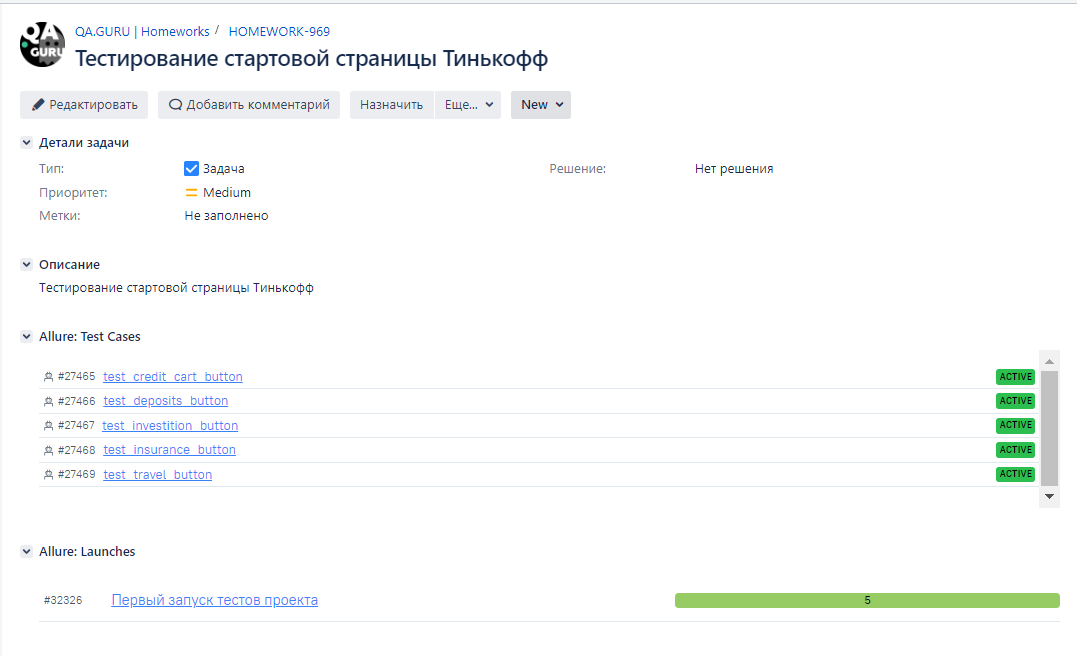 QA GURU
QA.GURU | Homeworks / HOMEWORK-969
Тестирование стартовой страницы Тинькофф
Редактировать Добавить комментарий Назначить Еще... New
Детали задачи
Тип: Задача Решение: Нет решения
Приоритет: Medium
Метки: Не заполнено
Описание
Тестирование стартовой страницы Тинькофф
Allure: Test Cases
#27465 test_credit_cart_button ACTIVE
#27466 test_deposits_button ACTIVE
#27467 test_investition_button ACTIVE
#27468 test_insurance_button ACTIVE
#27469 test_travel_button ACTIVE
Allure: Launches
#32326 Первый запуск тестов проекта 5